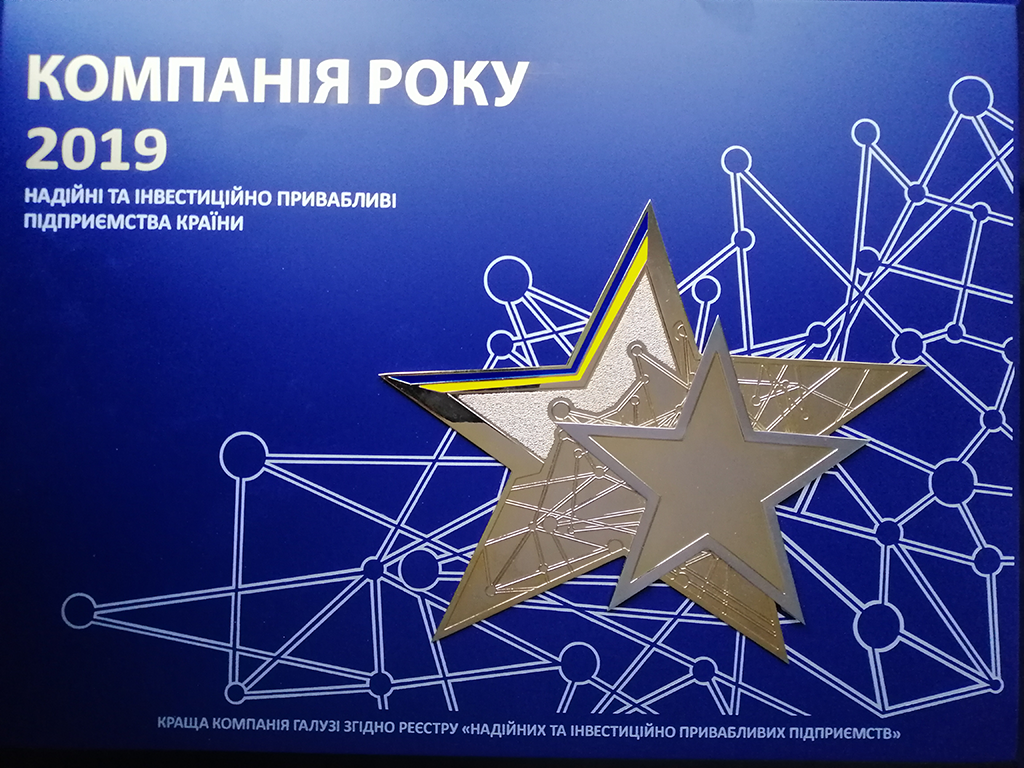 КОМПАНІЯ РОКУ
2019
НАДІЙНІ ТА ІНВЕСТИЦІЙНО ПРИВАБЛИВІ
ПІДПРИЄМСТВА КРАЇНИ
КРАЩА КОМПАНІЯ ГАЛУЗІ ЗГІДНО РЕЄСТРУ «НАДІЙНИХ ТА ІНВЕСТИЦІЙНО ПРИВАБЛИВИХ ПІДПРИЄМСТВ»